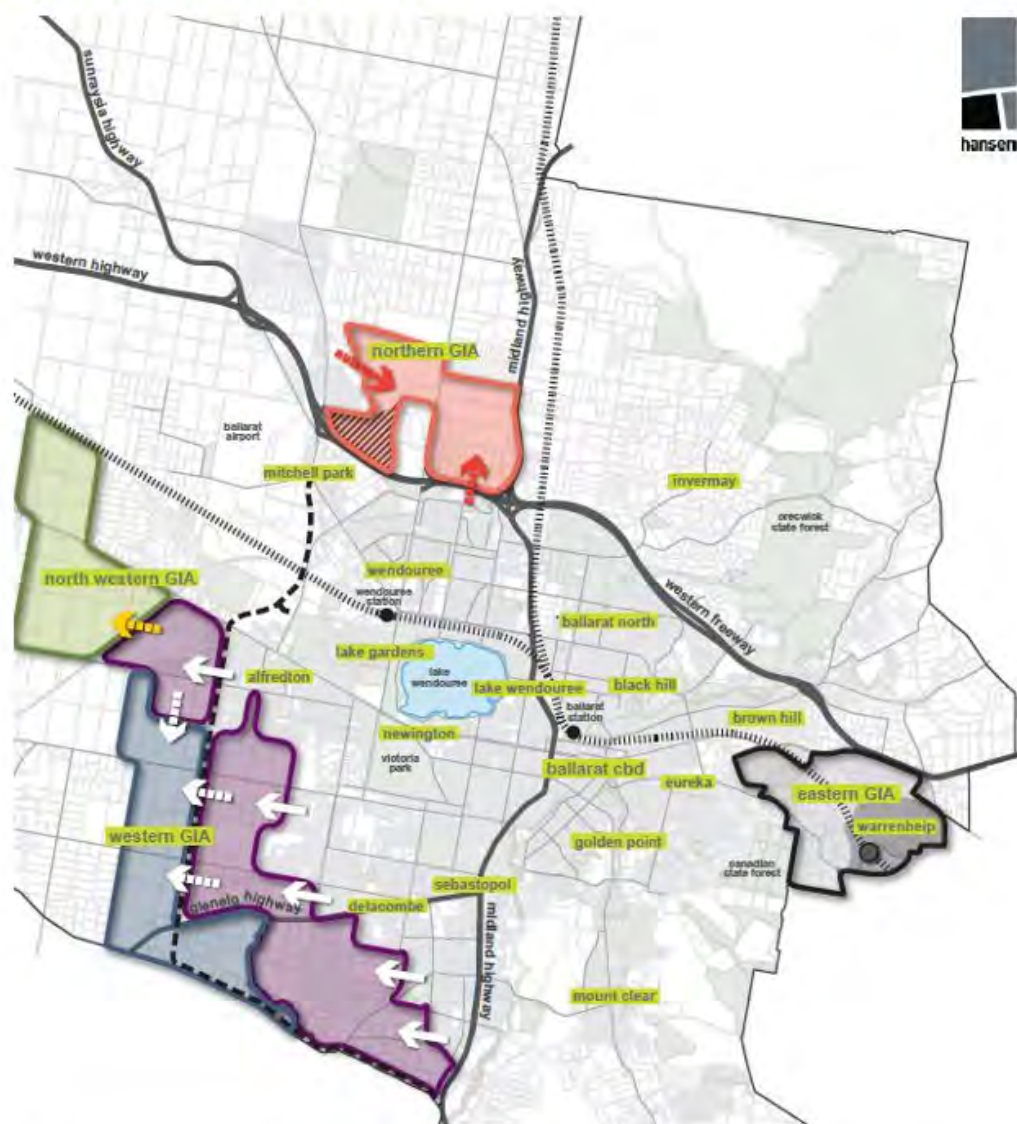 sunraysia highway
hansen
western highway
midland highway
northern GIA
ballarat
airport
mitchell park
invermay
creswick
state forest
north western GIA
wendouree
wendouree
station
western freeway
ballarat north
lake gardens
alfredton
lake
wendouree
lake wendouree
black hill
ballarat
station
brown hill
newington
victoria
park
ballarat cbd
eureka
eastern GIA
western GIA
warrenheip
golden point
canadian
state forest
sebastopol
glenelg highway
delacombe
midland highway
mount clear